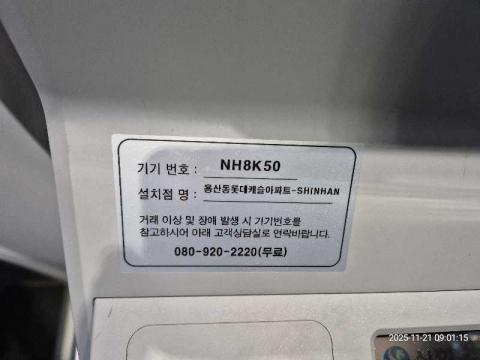 기기 번호 : NH8K50
설치점 명 : 용산동롯데캐슬아파트-SHINHAN
거래 이상 및 장애 발생 시 기기번호를
참고하시어 아래 고객상담실로 연락바랍니다.
080-920-2220(무료)
2025-11-21 09:01:15